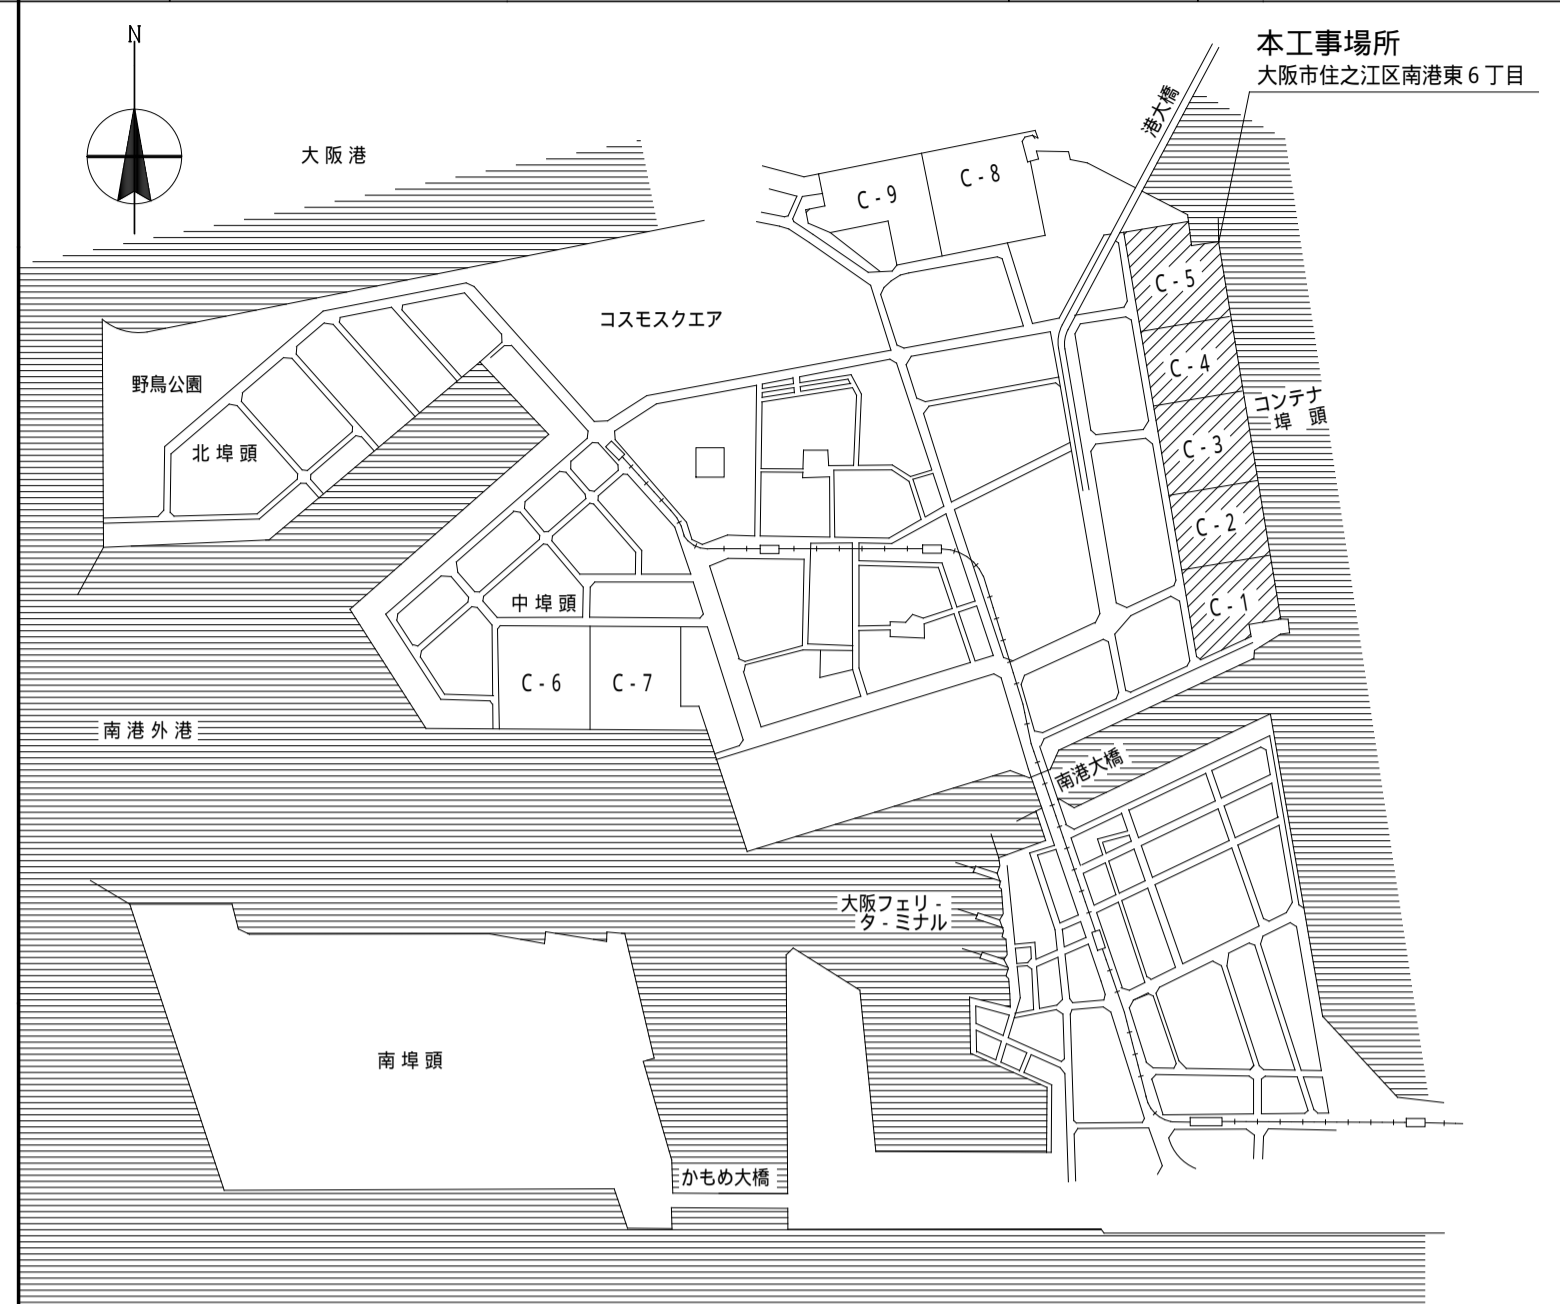 N
本工事場所
大阪市住之江区南港東６丁目
港大橋
大阪港
C - 9
C - 8
C - 5
コスモスクエア
C - 4
野鳥公園
コンテナ
埠　頭
北埠頭
C - 3
C - 2
中埠頭
C - 1
C - 6
C - 7
南港外港
南港大橋
大阪フェリ -
タ - ミナル
南埠頭
かもめ大橋